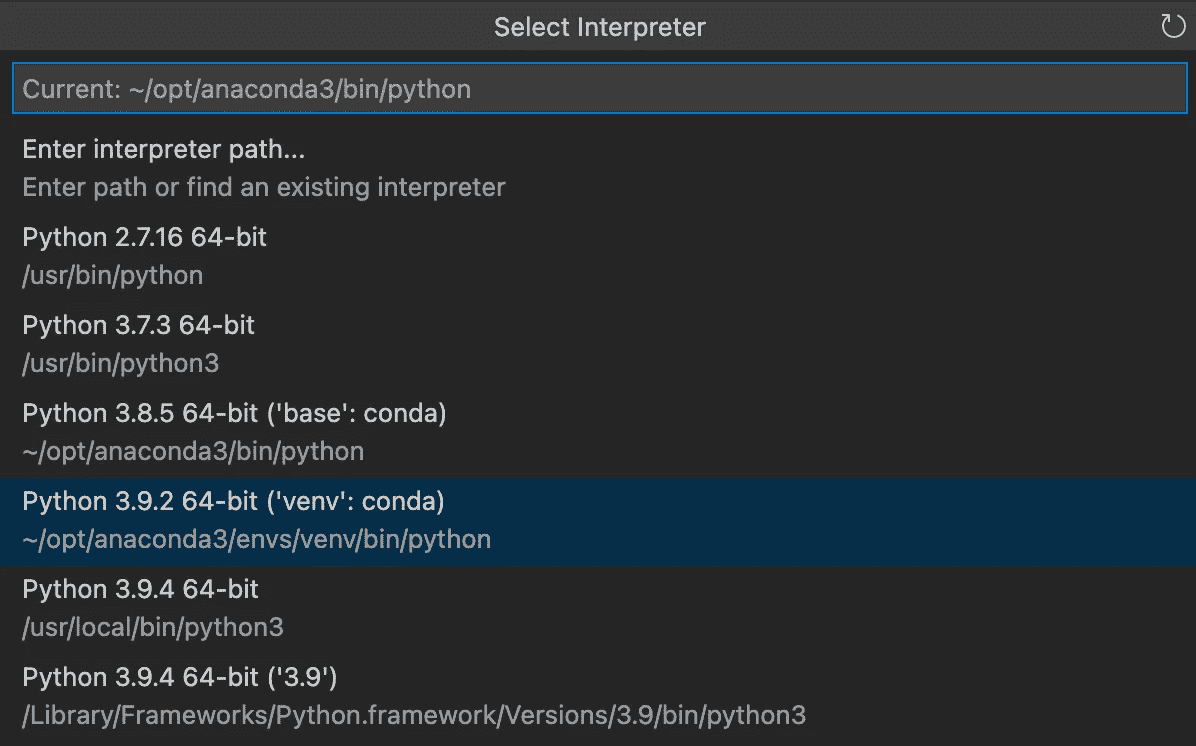 Select Interpreter
Current: ~/opt/anaconda3/bin/python
Enter interpreter path...
Enter path or find an existing interpreter
Python 2.7.16 64-bit
/usr/bin/python
Python 3.7.3 64-bit
/usr/bin/python3
Python 3.8.5 64-bit ('base': conda)
~/opt/anaconda3/bin/python
Python 3.9.2 64-bit ('venv': conda)
~/opt/anaconda3/envs/venv/bin/python
Python 3.9.4 64-bit
/usr/local/bin/python3
Python 3.9.4 64-bit ('3.9')
/Library/Frameworks/Python.framework/Versions/3.9/bin/python3